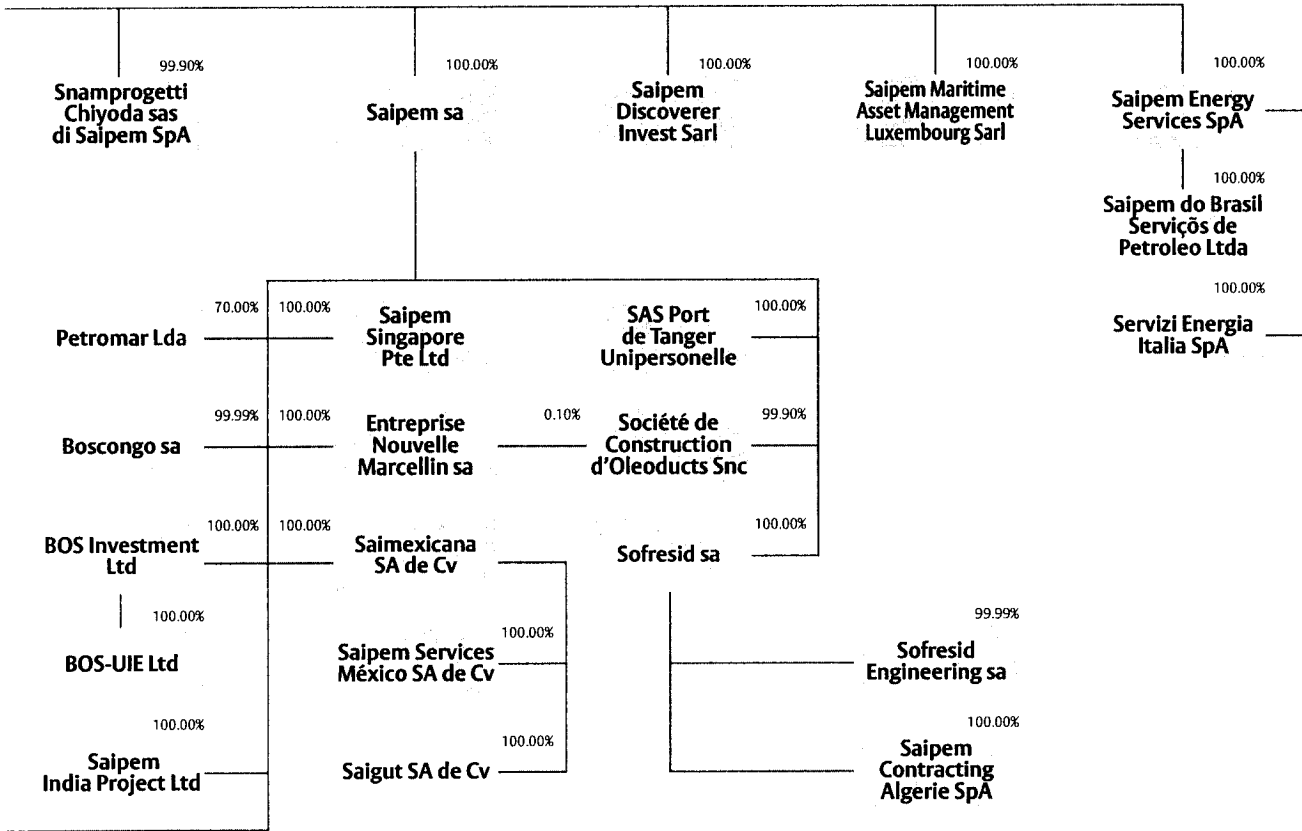 99.90%
Snamprogetti
Chiyoda sas
di Saipem SpA
100.00%
Saipem sa
100.00%
Saipem
Discoverer
Invest Sarl
100.00%
Saipem Maritime
Asset Management
Luxembourg Sarl
100.00%
Saipem Energy
Services SpA
100.00%
Saipem do Brasil
Serviçõs de
Petroleo Ltda
100.00%
Servizi Energia
Italia SpA
70.00%
Petromar Lda
100.00%
Saipem
Singapore
Pte Ltd
100.00%
SAS Port
de Tanger
Unipersonelle
99.99%
Boscongo sa
100.00%
Entreprise
Nouvelle
Marcellin sa
0.10%
99.90%
Société de
Construction
d'Oleoducts Snc
100.00%
BOS Investment
Ltd
100.00%
Saimexicana
SA de Cv
100.00%
Sofresid sa
100.00%
BOS-UIE Ltd
100.00%
Saipem Services
México SA de Cv
99.99%
Sofresid
Engineering sa
100.00%
Saipem
India Project Ltd
100.00%
Saigut SA de Cv
100.00%
Saipem
Contracting
Algerie SpA